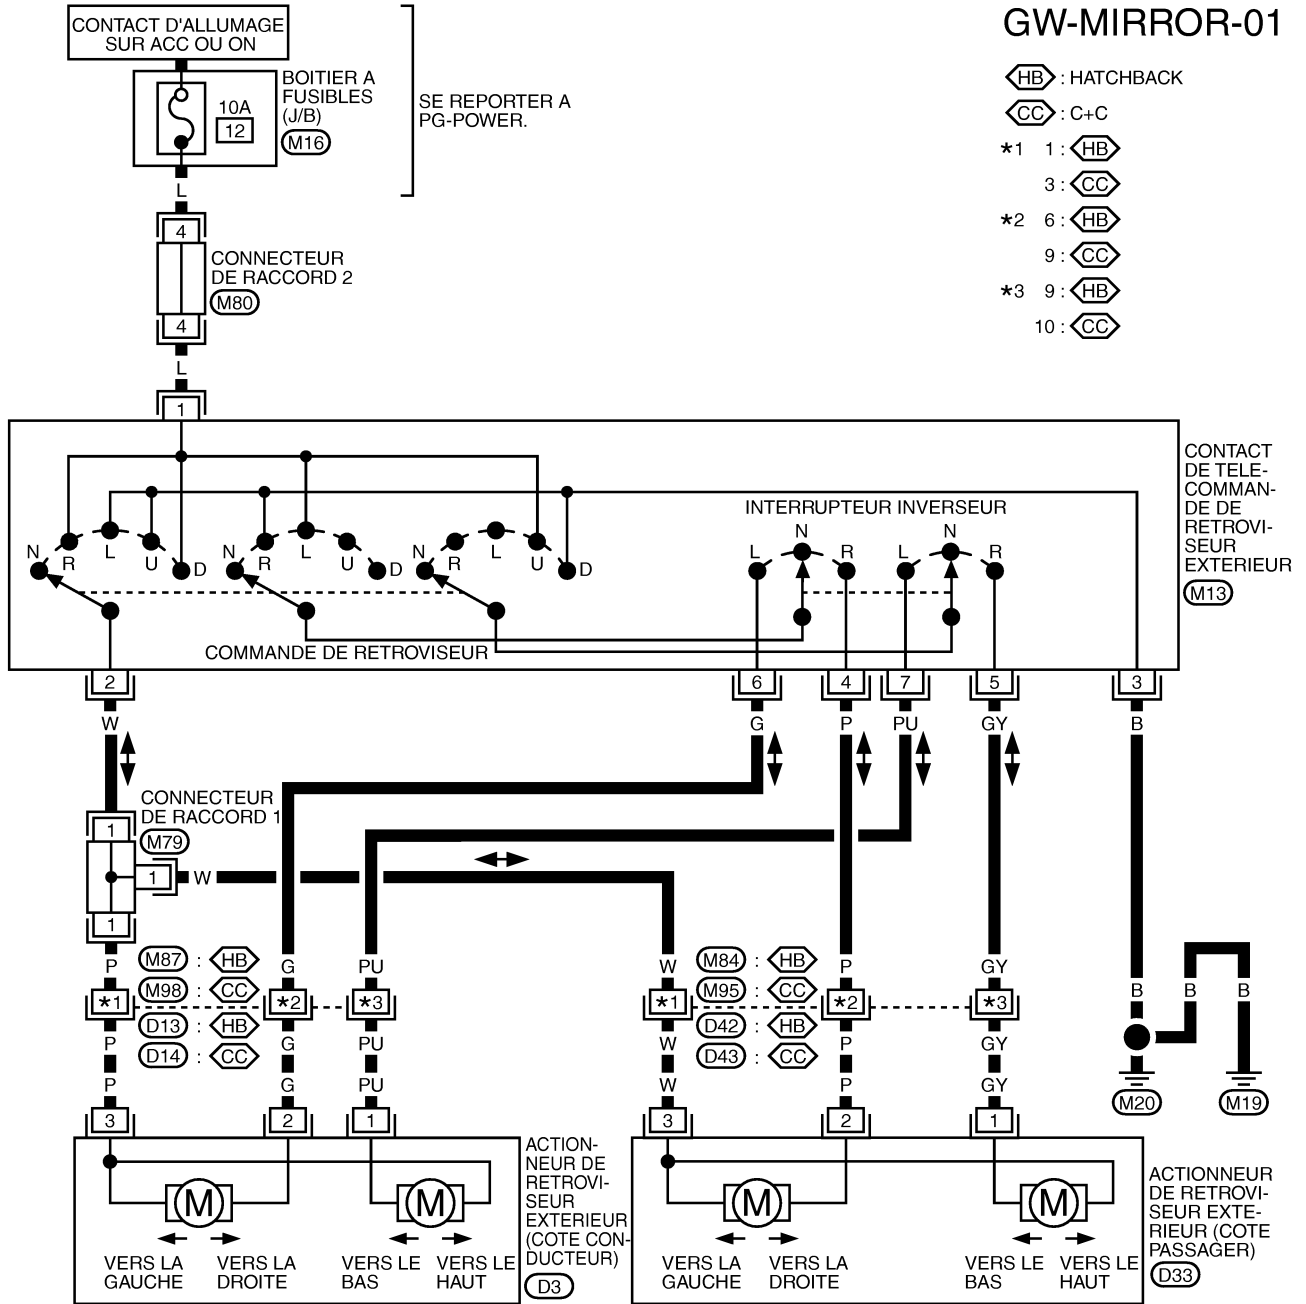 GW-MIRROR-01
CONTACT D'ALLUMAGE
SUR ACC OU ON
BOITIER A
FUSIBLES
(J/B)
M16
10A
12
SE REPORTER A
PG-POWER.
HB : HATCHBACK
CC : C+C
*1 1 : HB
3 : CC
*2 6 : HB
9 : CC
*3 9 : HB
10 : CC
L
4
CONNECTEUR
DE RACCORD 2
M80
4
L
1
CONTACT
DE TELE-
COMMAN-
DE DE
RETROVI-
SEUR
EXTERIEUR
M13
INTERRUPTEUR INVERSEUR
N R L U D
N R L U D
N R L U D
L N R
L N R
COMMANDE DE RETROVISEUR
2 6 4 7 5 3
W G P PU GY B
CONNECTEUR
DE RACCORD 1
M79
1
1 W
1
P G PU W P GY B B B
M87 : HB
M98 : CC
M84 : HB
M95 : CC
*1 *2 *3 *1 *2 *3
D13 : HB
D14 : CC
D42 : HB
D43 : CC
P G PU W P GY
P G PU W P GY
M20 M19
3 2 1 3 2 1
ACTION-
NEUR DE
RETROVI-
SEUR
EXTERIEUR
(COTE CON-
DUCTEUR)
D3
M M
VERS LA
GAUCHE
VERS LA
DROITE
VERS LE
BAS
VERS LE
HAUT
ACTIONNEUR
DE RETROVI-
SEUR EXTE-
RIEUR (COTE
PASSAGER)
D33
M M
VERS LA
GAUCHE
VERS LA
DROITE
VERS LE
BAS
VERS LE
HAUT